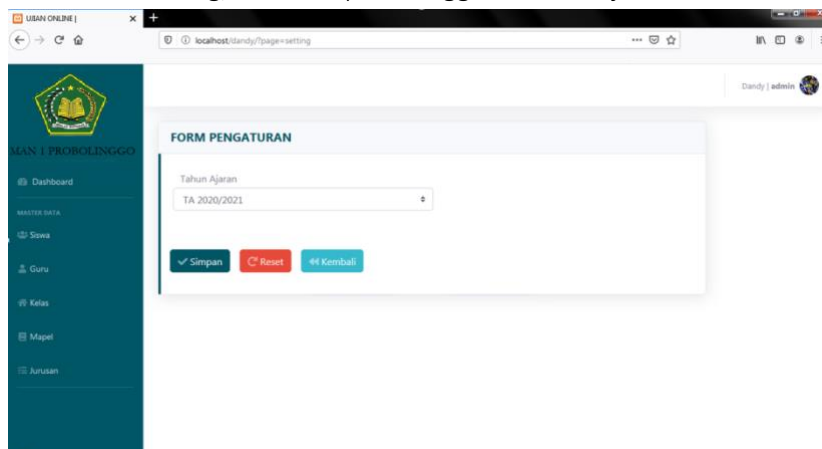 UJIAN ONLINE |
localhost/dandy/?page=setting
Dandy | admin
MAN 1 PROBOLINGGO
FORM PENGATURAN
Dashboard
Tahun Ajaran
TA 2020/2021
MASTER DATA
Siswa
Simpan
Reset
Kembali
Guru
Kelas
Mapel
Jurusan